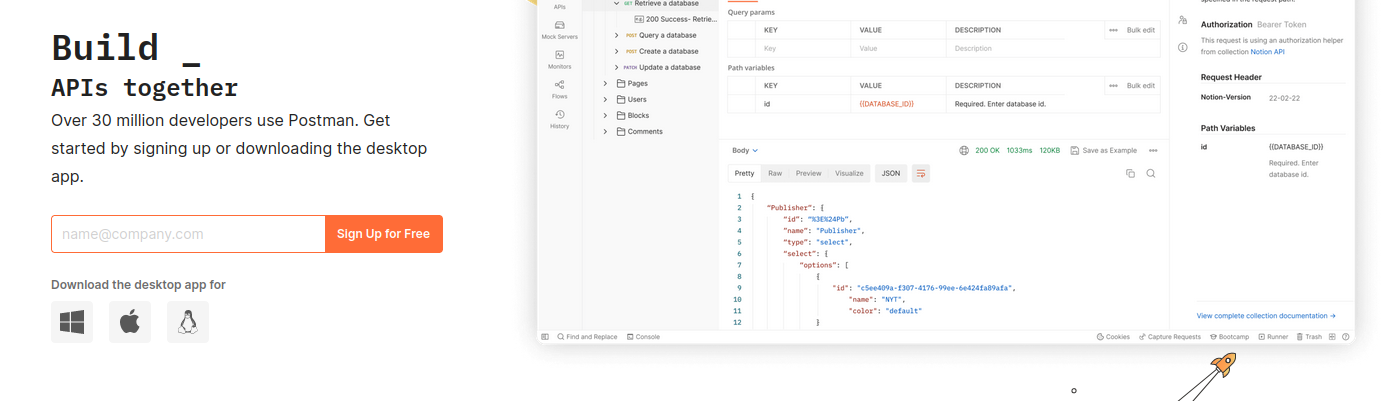 Build _
APIs together
Over 30 million developers use Postman. Get
started by signing up or downloading the desktop
app.
name@company.com
Sign Up for Free
Download the desktop app for
APIs
Mock Servers
Monitors
Flows
History
GET Retrieve a database
200 Success- Retrie...
POST Query a database
POST Create a database
PATCH Update a database
Pages
Users
Blocks
Comments
Query params
KEY VALUE DESCRIPTION ••• Bulk edit
Key Value Description
Path variables
KEY VALUE DESCRIPTION ••• Bulk edit
id {{DATABASE_ID}} Required. Enter database id.
Body 200 OK 1033ms 120KB Save as Example •••
Pretty Raw Preview Visualize JSON
1 {
2 "Publisher": {
3 "id": "%3E%24Pb",
4 "name": "Publisher",
5 "type": "select",
6 "select": {
7 "options": [
8 {
9 "id": "c5ee409a-f307-4176-99ee-6e424fa89afa",
10 "name": "NYT",
11 "color": "default"
12 }
Authorization Bearer Token
This request is using an authorization helper
from collection Notion API
Request Header
Notion-Version 22-02-22
Path Variables
id {{DATABASE_ID}}
Required. Enter
database id.
View complete collection documentation →
Find and Replace Console Cookies Capture Requests Bootcamp Runner Trash